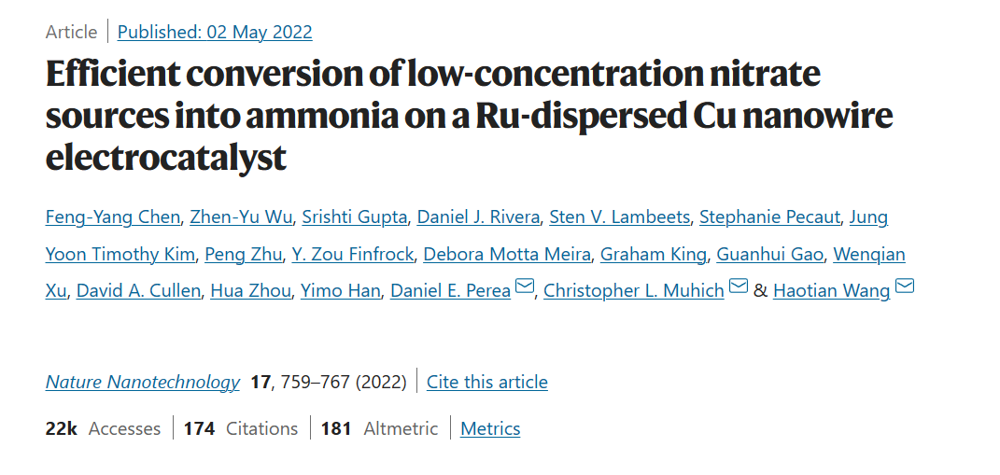 Article Published: 02 May 2022
Efficient conversion of low-concentration nitrate
sources into ammonia on a Ru-dispersed Cu nanowire
electrocatalyst
Feng-Yang Chen, Zhen-Yu Wu, Srishti Gupta, Daniel J. Rivera, Sten V. Lambeets, Stephanie Pecaut, Jung
Yoon Timothy Kim, Peng Zhu, Y. Zou Finfrock, Debora Motta Meira, Graham King, Guanhui Gao, Wenqian
Xu, David A. Cullen, Hua Zhou, Yimo Han, Daniel E. Perea, Christopher L. Muhich & Haotian Wang
Nature Nanotechnology 17, 759–767 (2022) Cite this article
22k Accesses 174 Citations 181 Altmetric Metrics